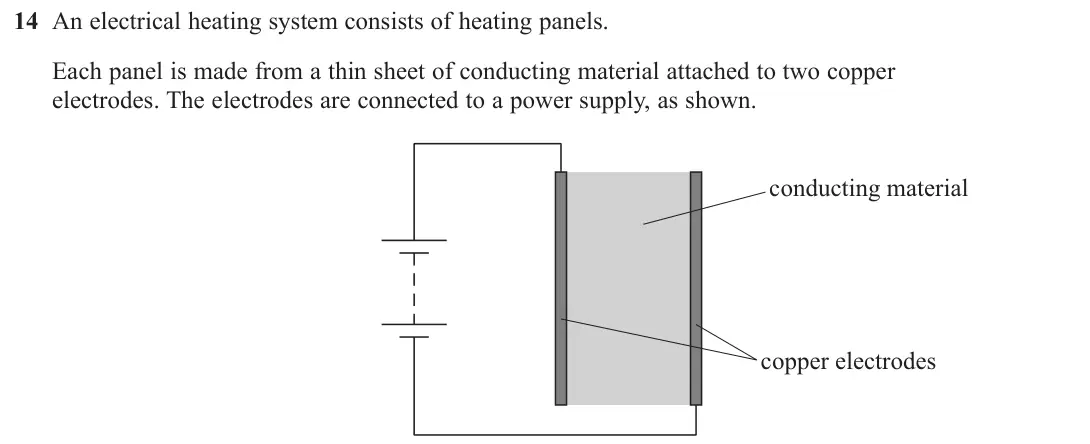 14 An electrical heating system consists of heating panels.
Each panel is made from a thin sheet of conducting material attached to two copper
electrodes. The electrodes are connected to a power supply, as shown.
conducting material
copper electrodes